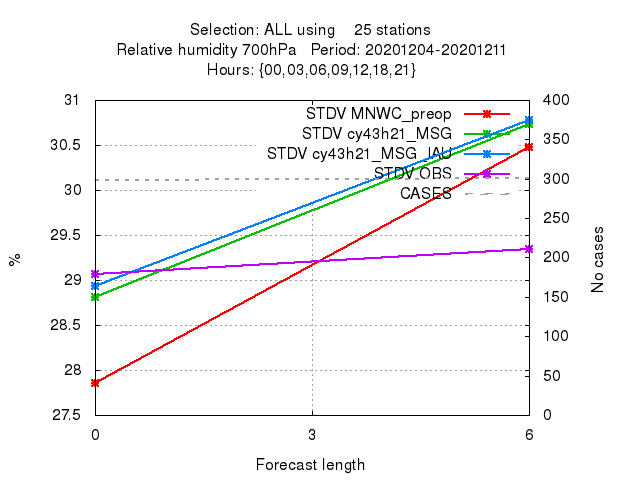 Selection: ALL using 25 stations
Relative humidity 700hPa Period: 20201204-20201211
Hours: {00,03,06,09,12,18,21}
31
30.5
30
29.5
29
28.5
28
27.5
%
400
350
300
250
200
150
100
50
0
No cases
STDV MNWC_preop
STDV cy43h21_MSG
STDV cy43h21_MSG_IAU
STDV OBS
CASES
0 3 6
Forecast length